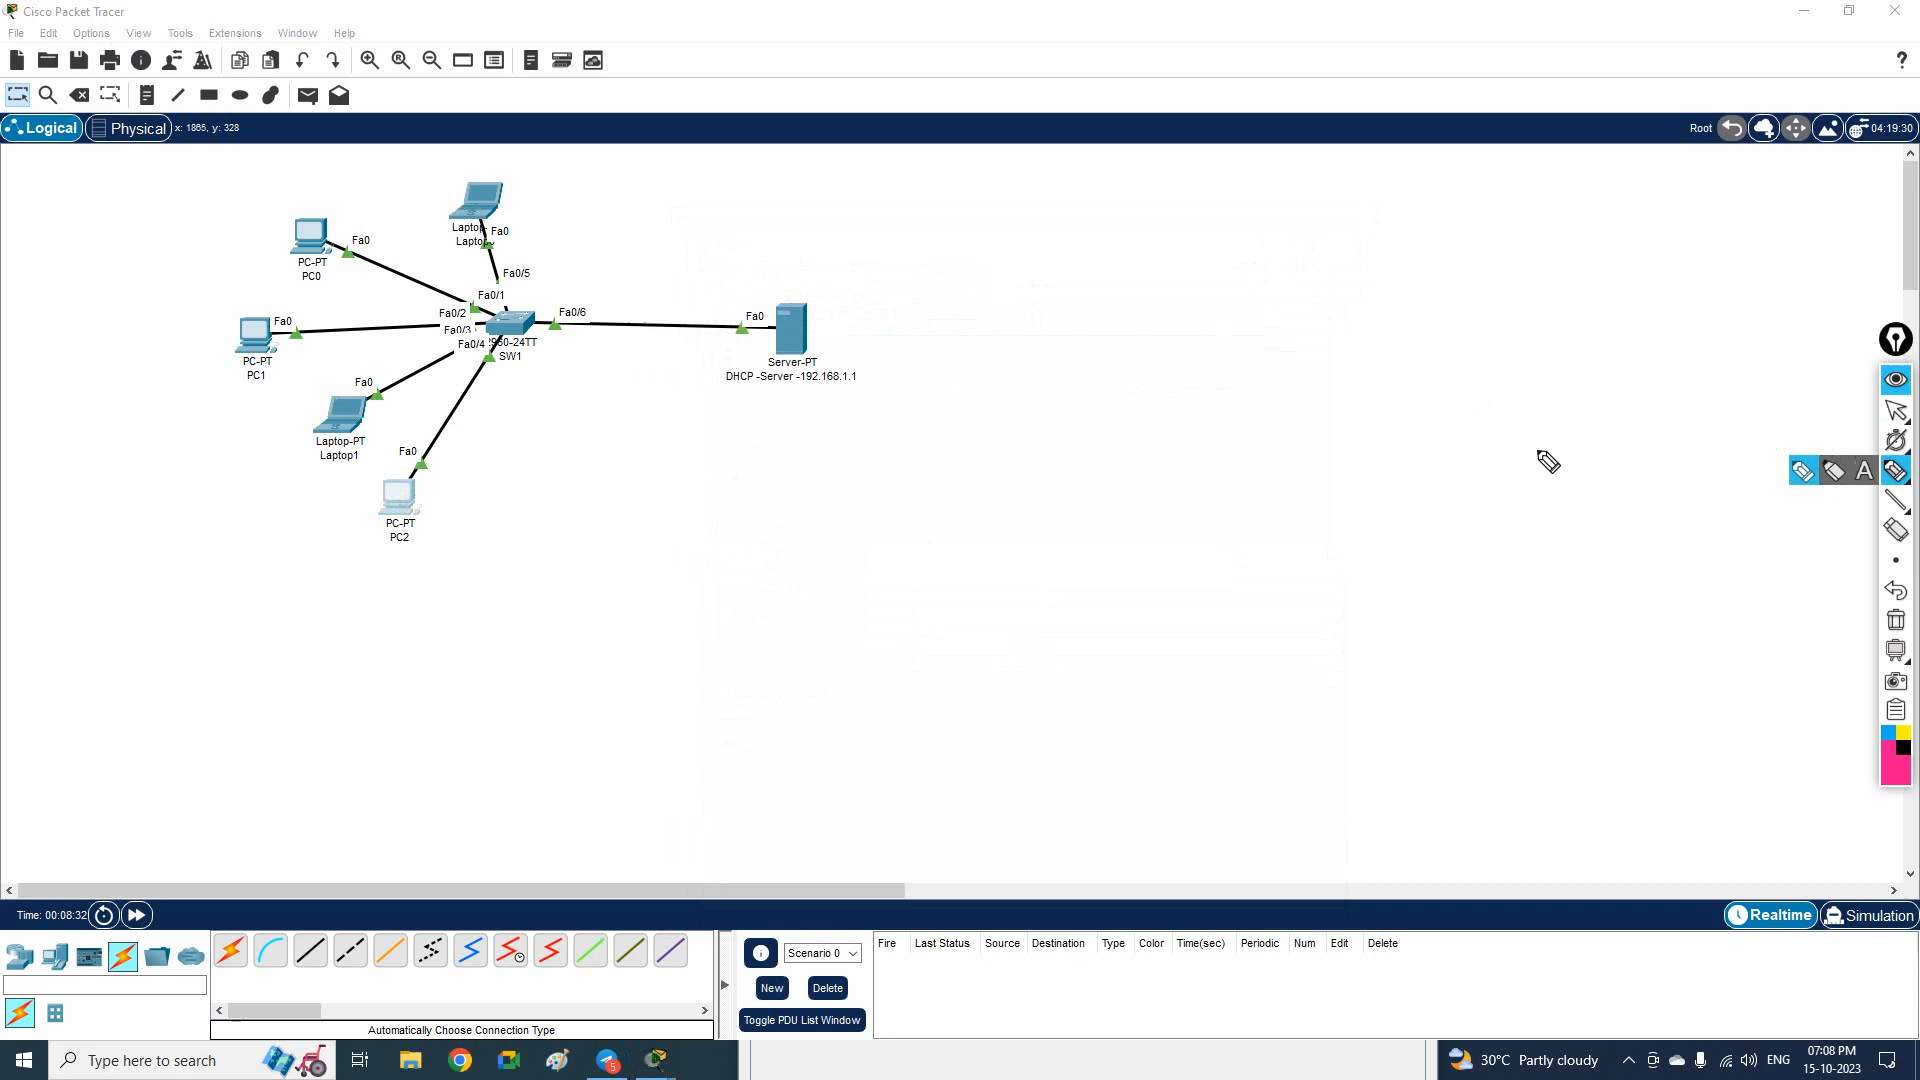 Cisco Packet Tracer
File Edit Options View Tools Extensions Window Help
Logical Physical x: 1865, y: 328 Root 04:19:30
Fa0
Laptop-
Laptop
Fa0
PC-PT
PC0
Fa0/5
Fa0/1
Fa0/2
Fa0/6
Fa0
Fa0
Fa0/3
Fa0/4
960-24TT
SW1
PC-PT
PC1
Server-PT
DHCP -Server -192.168.1.1
Fa0
Laptop-PT
Laptop1
Fa0
PC-PT
PC2
A
Time: 00:08:32 Realtime Simulation
Scenario 0
New Delete
Toggle PDU List Window
Fire Last Status Source Destination Type Color Time(sec) Periodic Num Edit Delete
Automatically Choose Connection Type
Type here to search
5
30°C Partly cloudy ENG 07:08 PM
15-10-2023